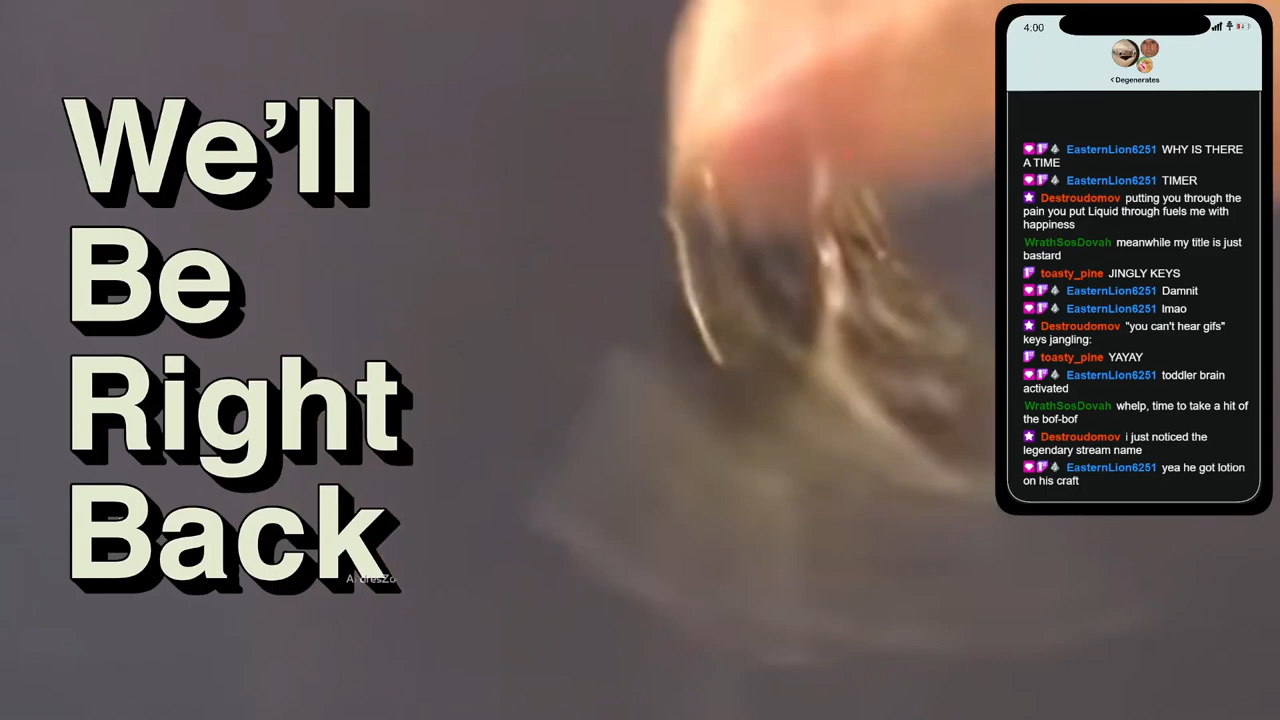 We'll
Be
Right
Back
4:00
Degenerates
EasternLion6251 WHY IS THERE
A TIME
EasternLion6251 TIMER
Destroudomov putting you through the
pain you put Liquid through fuels me with
happiness
WrathSosDovah meanwhile my title is just
bastard
toasty_pine JINGLY KEYS
EasternLion6251 Damnit
EasternLion6251 lmao
Destroudomov "you can't hear gifs"
keys jangling:
toasty_pine YAYAY
EasternLion6251 toddler brain
activated
WrathSosDovah whelp, time to take a hit of
the bof-bof
Destroudomov i just noticed the
legendary stream name
EasternLion6251 yea he got lotion
on his craft